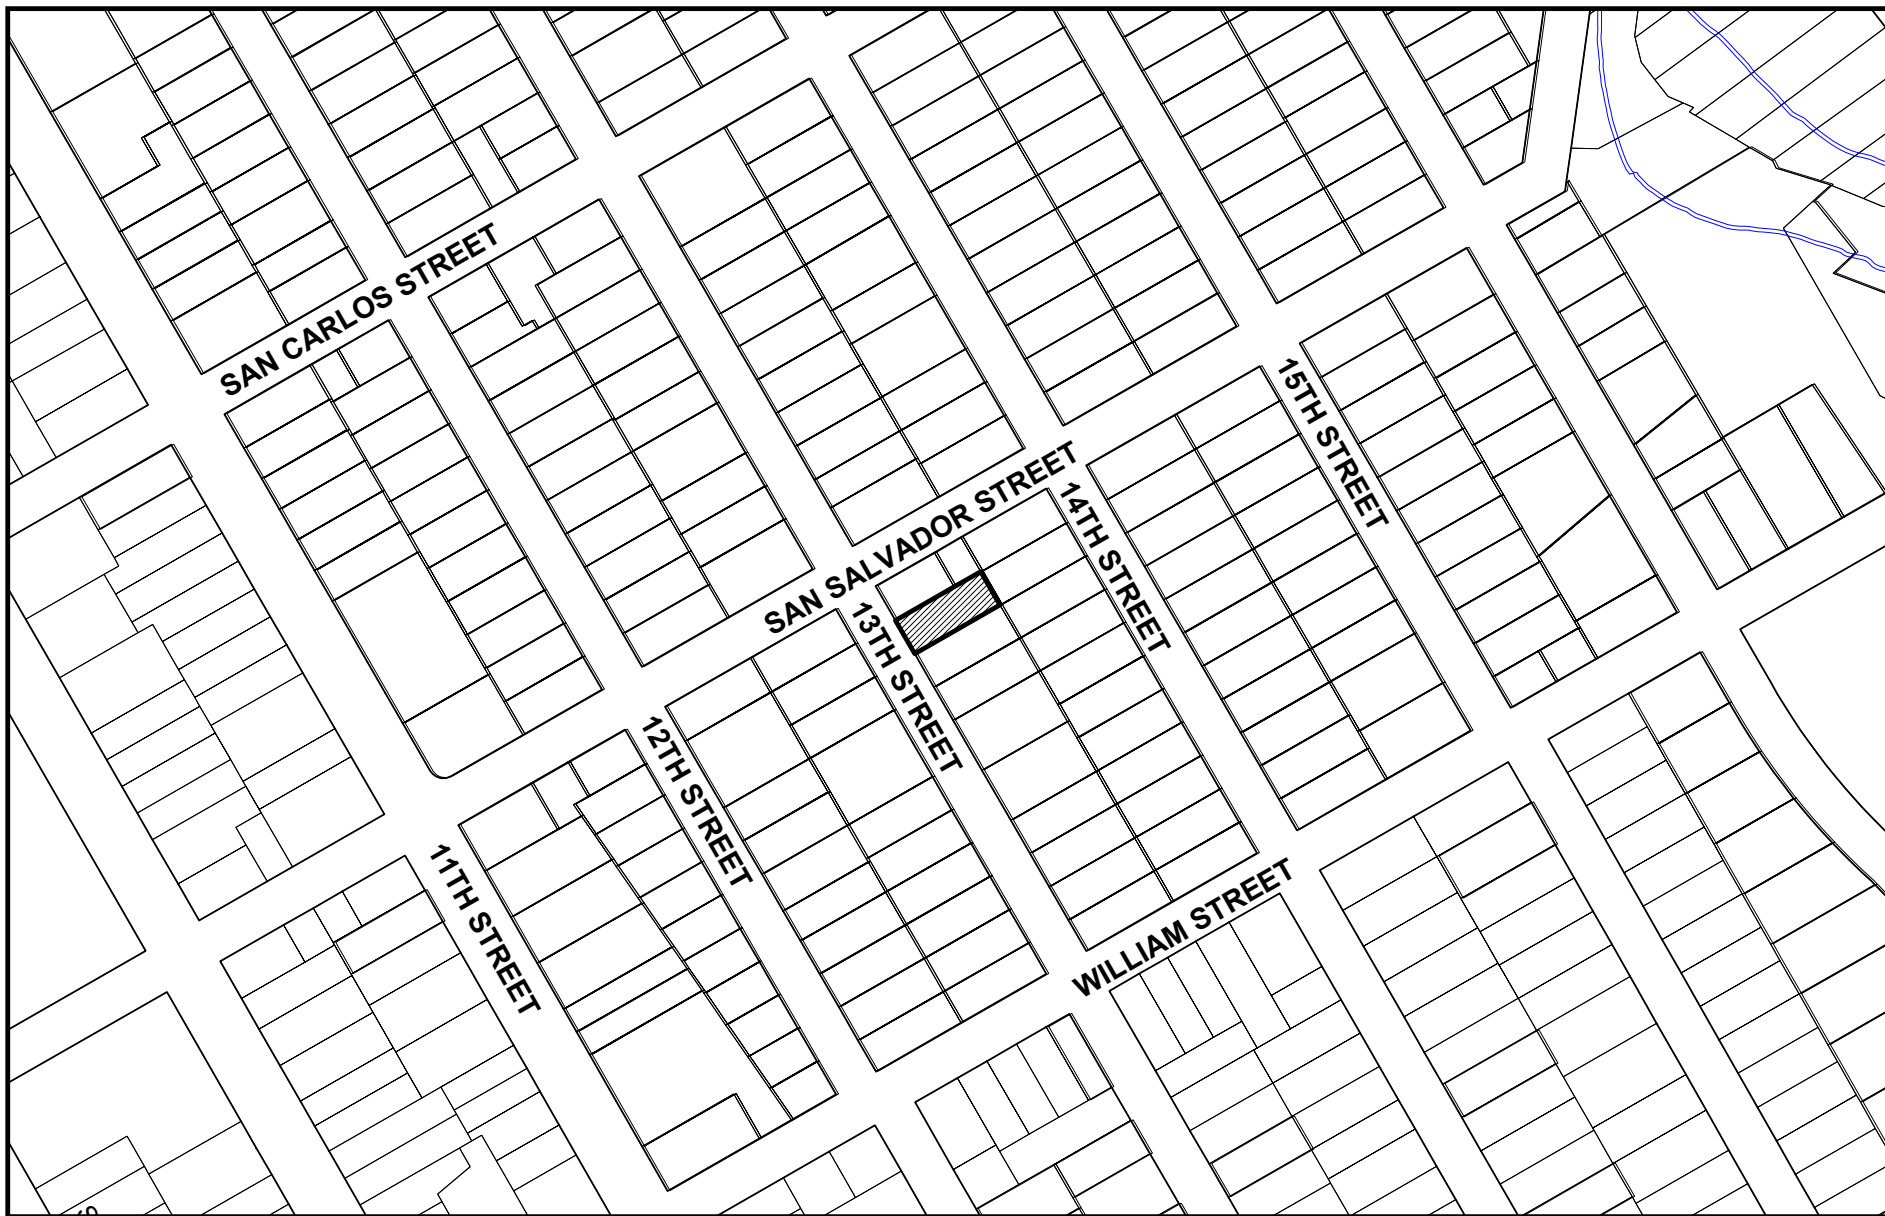 SAN CARLOS STREET
15TH STREET
SAN SALVADOR STREET
14TH STREET
13TH STREET
12TH STREET
11TH STREET
WILLIAM STREET